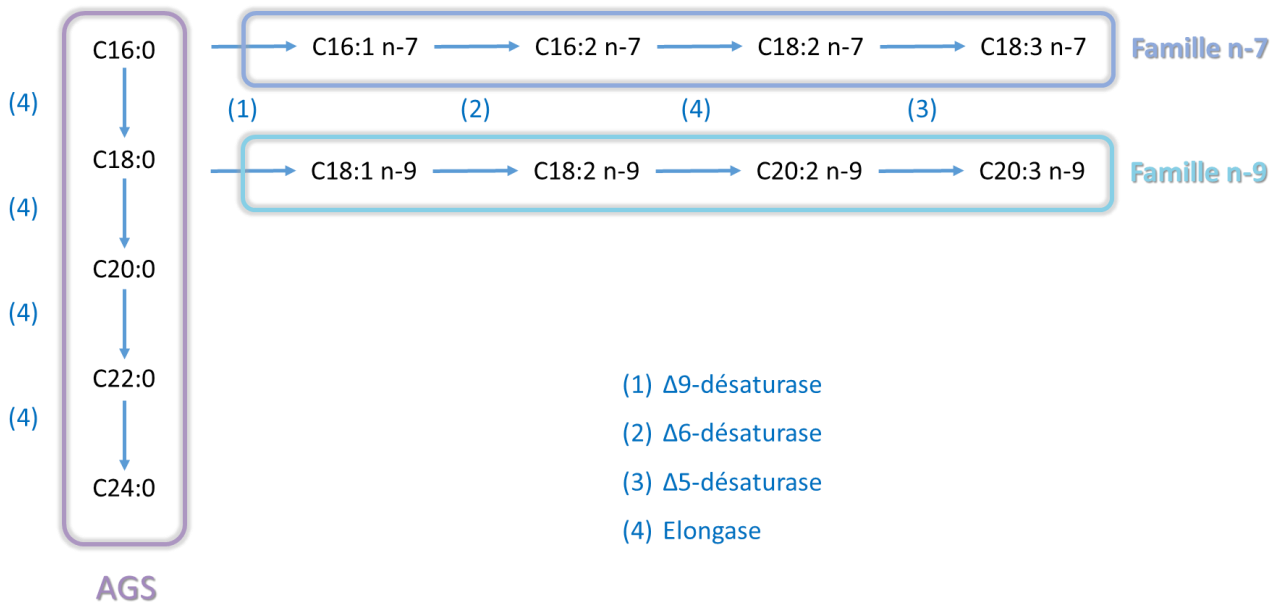 C16:0
C16:1 n-7
C16:2 n-7
C18:2 n-7
C18:3 n-7
Famille n-7
(4)
(1)
(2)
(4)
(3)
C18:0
C18:1 n-9
C18:2 n-9
C20:2 n-9
C20:3 n-9
Famille n-9
(4)
C20:0
(4)
C22:0
(4)
C24:0
(1) Δ9-désaturase
(2) Δ6-désaturase
(3) Δ5-désaturase
(4) Elongase
AGS